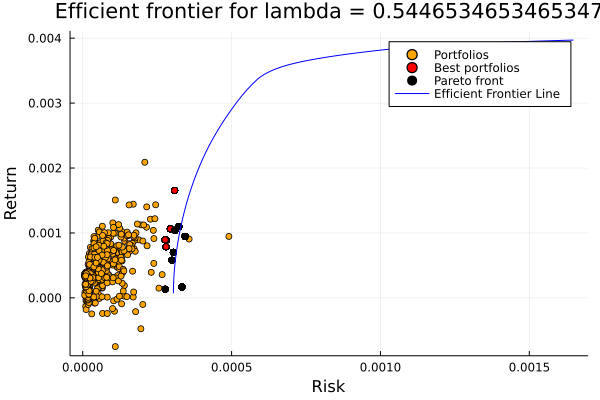 Efficient frontier for lambda = 0.5446534653465347
0.004
0.003
0.002
0.001
0.000
Return
Portfolios
Best portfolios
Pareto front
Efficient Frontier Line
0.0000
0.0005
0.0010
0.0015
Risk